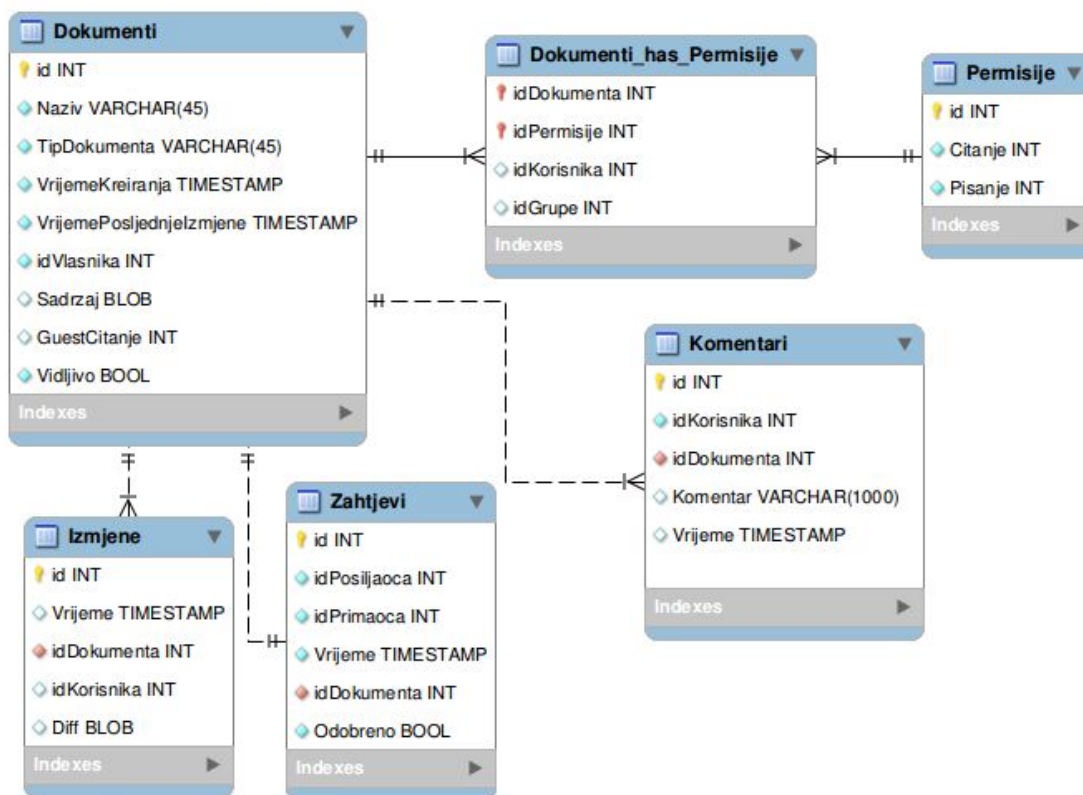 Dokumenti
id INT
Naziv VARCHAR(45)
TipDokumenta VARCHAR(45)
VrijemeKreiranja TIMESTAMP
VrijemePosljednjeIzmjene TIMESTAMP
idVlasnika INT
Sadrzaj BLOB
GuestCitanje INT
Vidljivo BOOL
Indexes
Dokumenti_has_Permisije
idDokumenta INT
idPermisije INT
idKorisnika INT
idGrupe INT
Indexes
Permisije
id INT
Citanje INT
Pisanje INT
Indexes
Komentari
id INT
idKorisnika INT
idDokumenta INT
Komentar VARCHAR(1000)
Vrijeme TIMESTAMP
Indexes
Izmjene
id INT
Vrijeme TIMESTAMP
idDokumenta INT
idKorisnika INT
Diff BLOB
Indexes
Zahtjevi
id INT
idPosiljaoca INT
idPrimaoca INT
Vrijeme TIMESTAMP
idDokumenta INT
Odobreno BOOL
Indexes